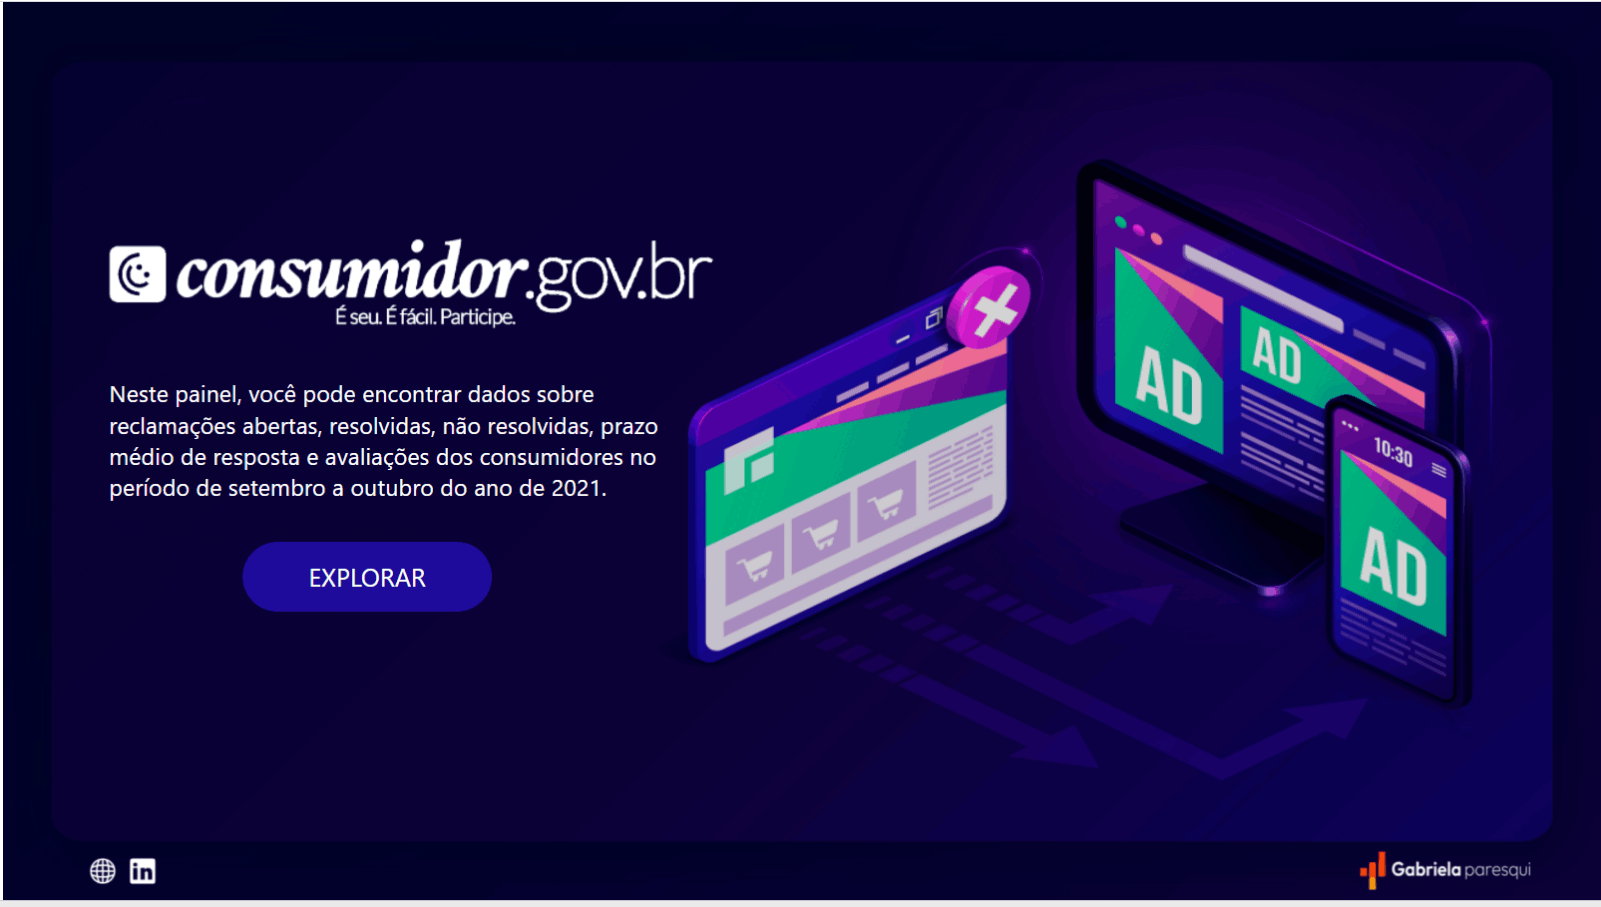 consumidor.gov.br
É seu. É fácil. Participe.
Neste painel, você pode encontrar dados sobre
reclamações abertas, resolvidas, não resolvidas, prazo
médio de resposta e avaliações dos consumidores no
período de setembro a outubro do ano de 2021.
EXPLORAR
AD
AD
10:30
AD
in
Gabriela paresqui